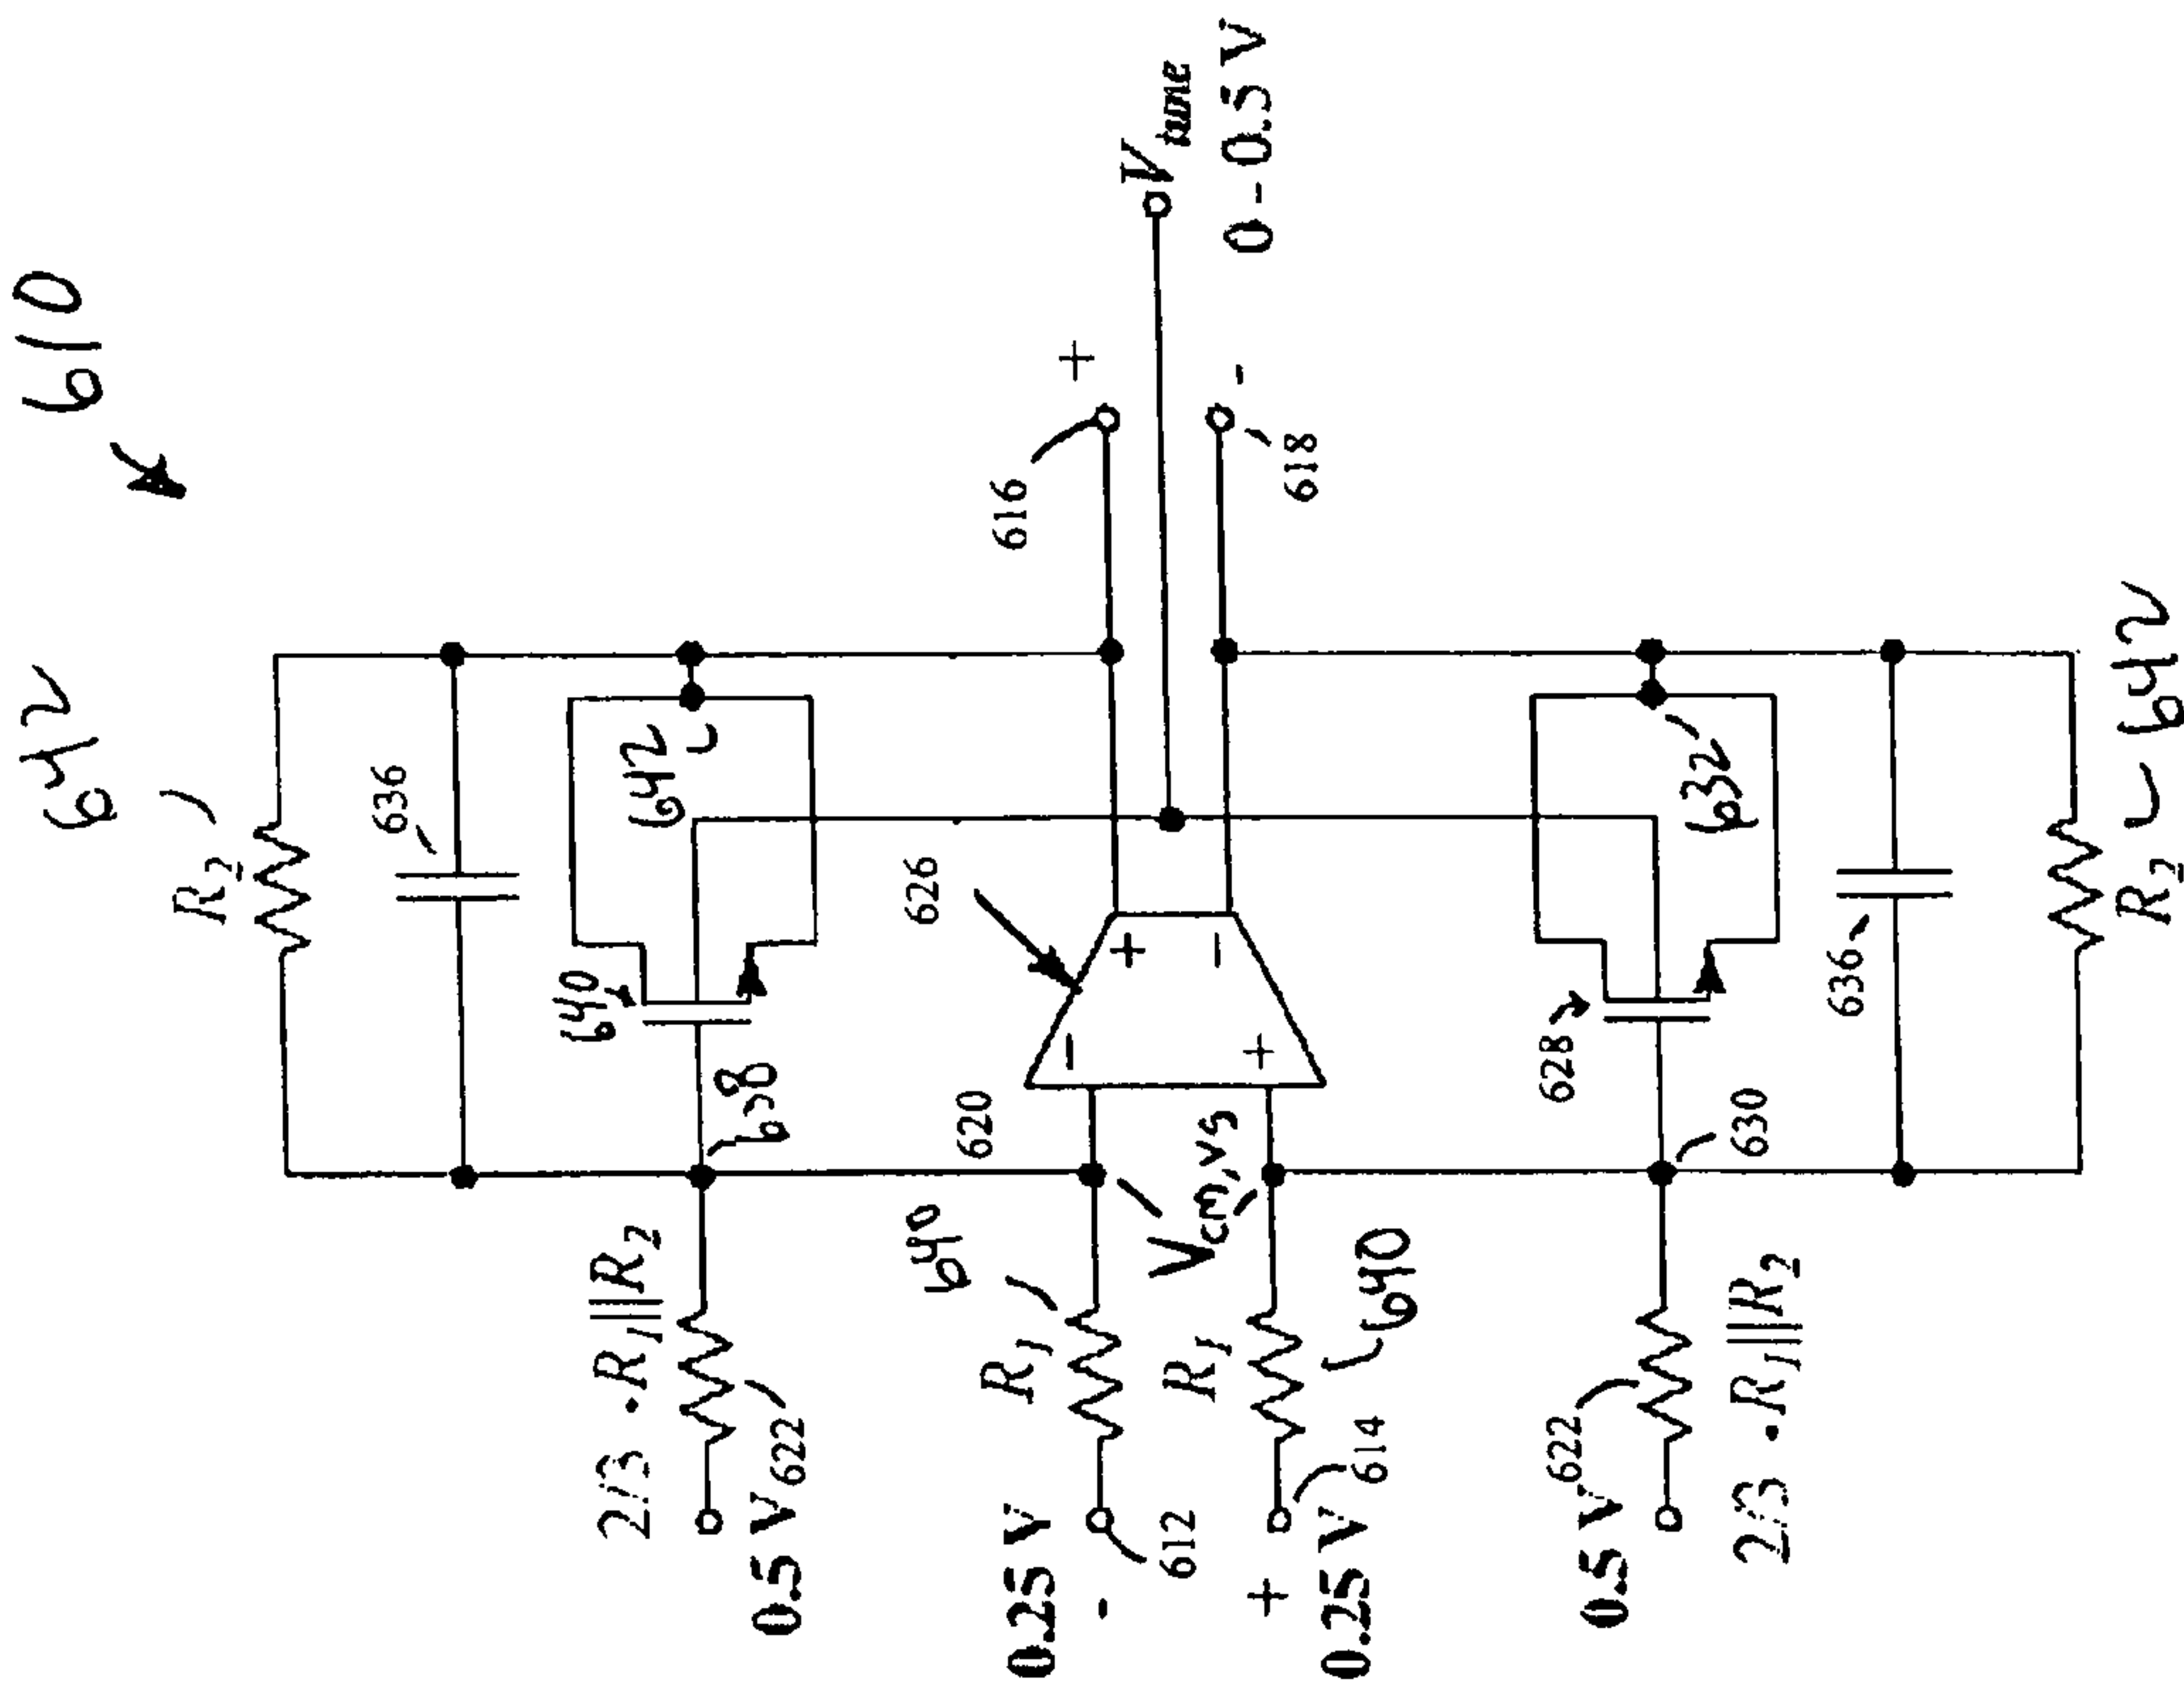 610
642
R₂
636
642
640
638
2/3 · R₁||R₂
622
0.5 V
616
+
Vtune
0 - 0.5 V
-
618
626
+
−
−
+
620
Vcm,vg
640
R₁
0.25 V
-
612
R₁
640
+
614
0.25 V
632
628
630
622
0.5 V
2/3 · R₁||R₂
636
R₂
642